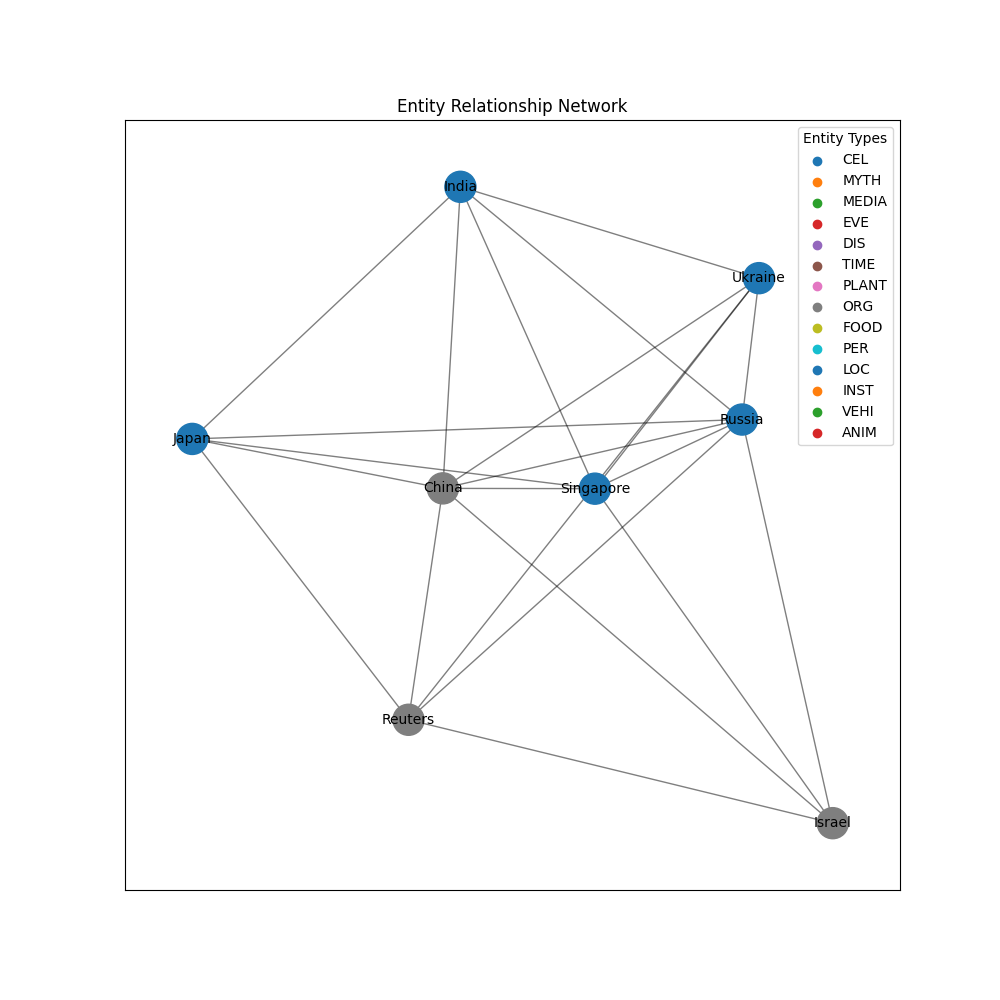 Entity Relationship Network
Entity Types
CEL
MYTH
MEDIA
EVE
DIS
TIME
PLANT
ORG
FOOD
PER
LOC
INST
VEHI
ANIM
India
Ukraine
Russia
Japan
China
Singapore
Reuters
Israel